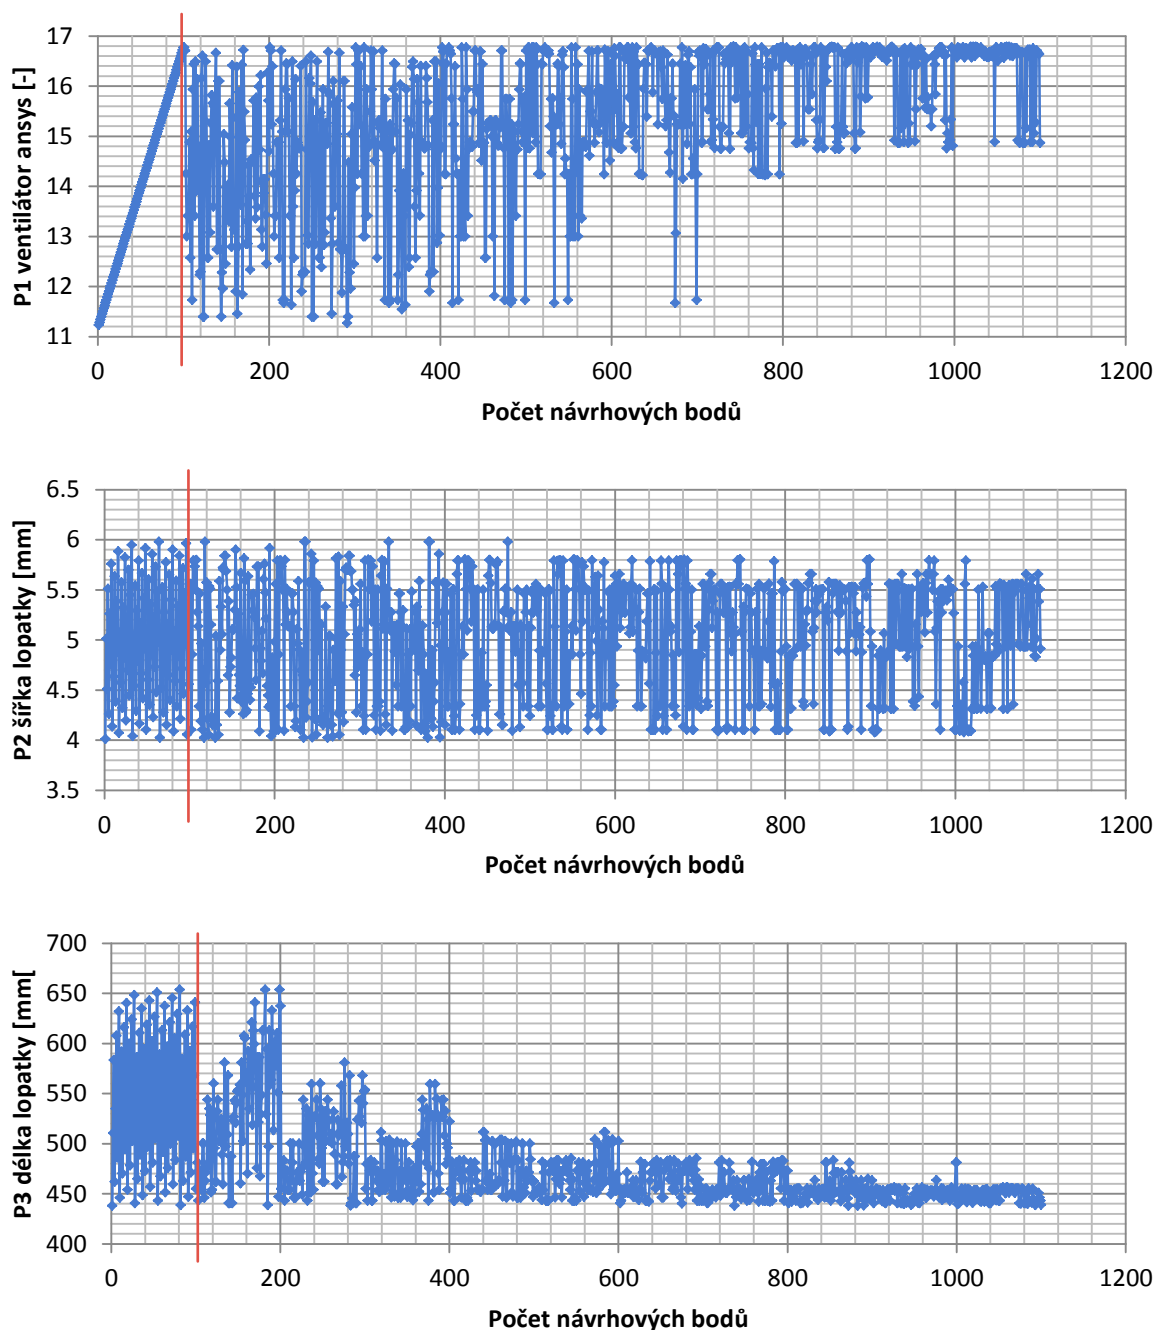 17
16
15
14
13
12
11
0 200 400 600 800 1000 1200
P1 ventilátor ansys [-]
Počet návrhových bodů
6.5
6
5.5
5
4.5
4
3.5
0 200 400 600 800 1000 1200
P2 šířka lopatky [mm]
Počet návrhových bodů
700
650
600
550
500
450
400
0 200 400 600 800 1000 1200
P3 délka lopatky [mm[
Počet návrhových bodů